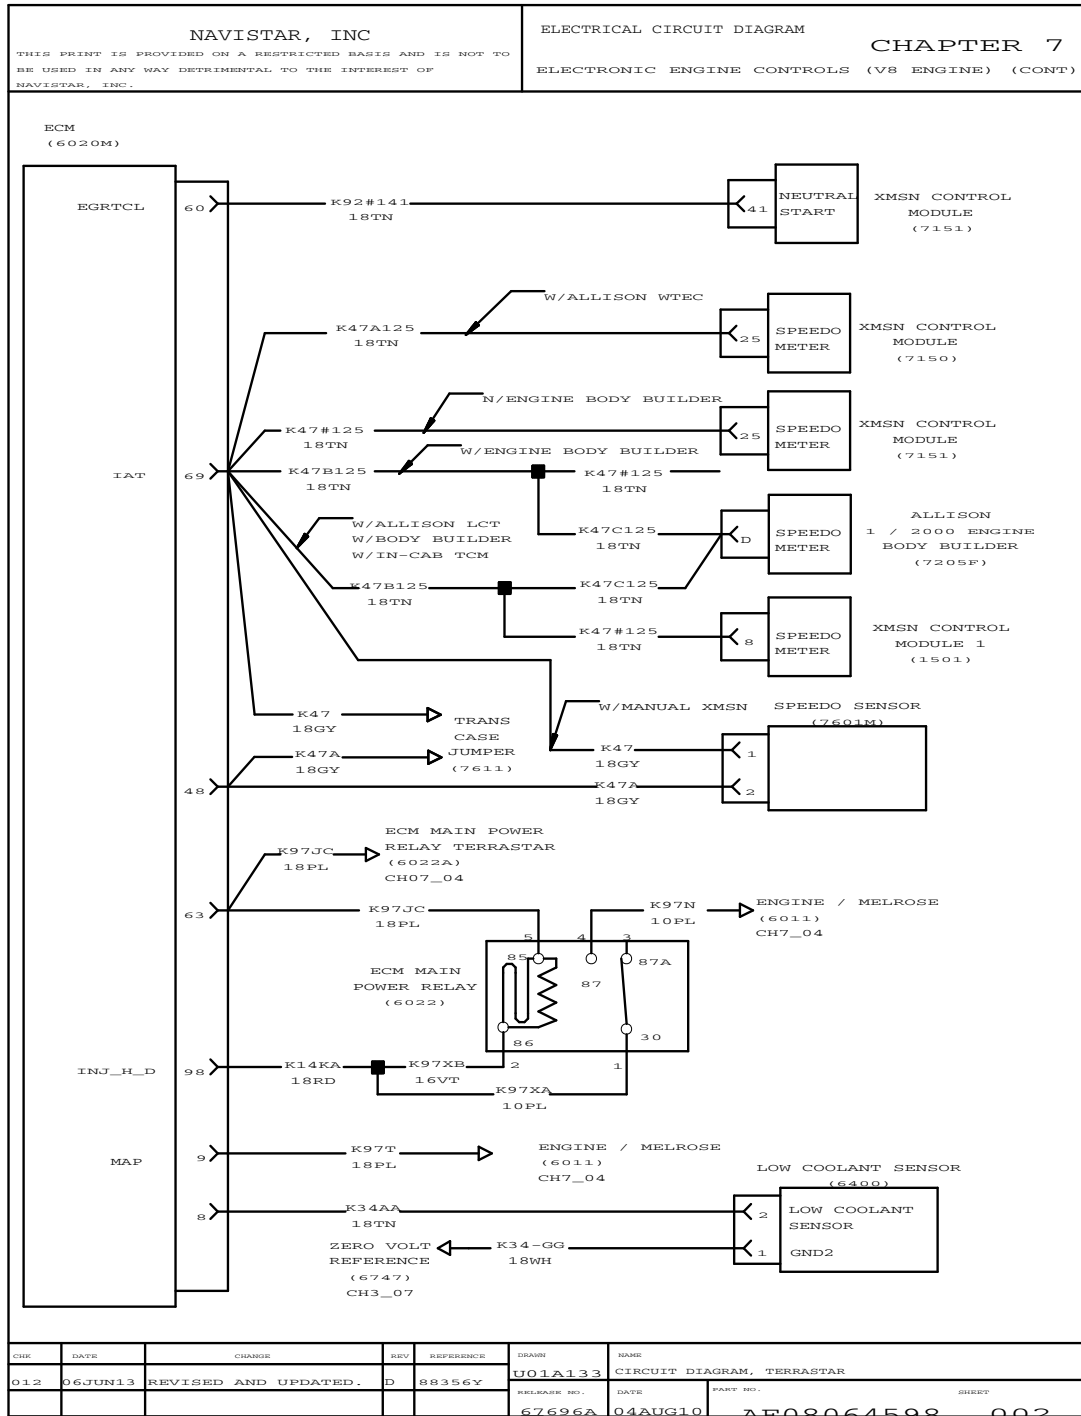 NAVISTAR, INC
THIS PRINT IS PROVIDED ON A RESTRICTED BASIS AND IS NOT TO
BE USED IN ANY WAY DETRIMENTAL TO THE INTEREST OF
NAVISTAR, INC.
ELECTRICAL CIRCUIT DIAGRAM
CHAPTER 7
ELECTRONIC ENGINE CONTROLS (V8 ENGINE) (CONT)
ECM
(6020M)
EGRTCL
60
K92#141
18TN
41
NEUTRAL
START
XMSN CONTROL
MODULE
(7151)
W/ALLISON WTEC
K47A125
18TN
25
SPEEDO
METER
XMSN CONTROL
MODULE
(7150)
N/ENGINE BODY BUILDER
K47#125
18TN
25
SPEEDO
METER
XMSN CONTROL
MODULE
(7151)
W/ENGINE BODY BUILDER
IAT
69
K47B125
18TN
K47#125
18TN
W/ALLISON LCT
W/BODY BUILDER
W/IN-CAB TCM
K47C125
18TN
D
SPEEDO
METER
ALLISON
1 / 2000 ENGINE
BODY BUILDER
(7205F)
K47B125
18TN
K47C125
18TN
K47#125
18TN
8
SPEEDO
METER
XMSN CONTROL
MODULE 1
(1501)
W/MANUAL XMSN
SPEEDO SENSOR
(7601M)
K47
18GY
TRANS
CASE
JUMPER
(7611)
K47A
18GY
K47
18GY
1
48
K47A
18GY
2
ECM MAIN POWER
RELAY TERRASTAR
(6022A)
CH07_04
K97JC
18PL
63
K97JC
18PL
K97N
10PL
ENGINE / MELROSE
(6011)
CH7_04
5
4
3
85
87
87A
ECM MAIN
POWER RELAY
(6022)
30
86
2
1
INJ_H_D
98
K14KA
18RD
K97XB
16VT
K97XA
10PL
MAP
9
K97T
18PL
ENGINE / MELROSE
(6011)
CH7_04
LOW COOLANT SENSOR
(6400)
8
K34AA
18TN
2
LOW COOLANT
SENSOR
ZERO VOLT
REFERENCE
(6747)
CH3_07
K34-GG
18WH
1
GND2
CHK
DATE
CHANGE
REV
REFERENCE
DRAWN
NAME
012
06JUN13
REVISED AND UPDATED.
D
88356Y
U01A133
CIRCUIT DIAGRAM, TERRASTAR
RELEASE NO.
DATE
PART NO.
SHEET
67696A
04AUG10
AF08064598
002